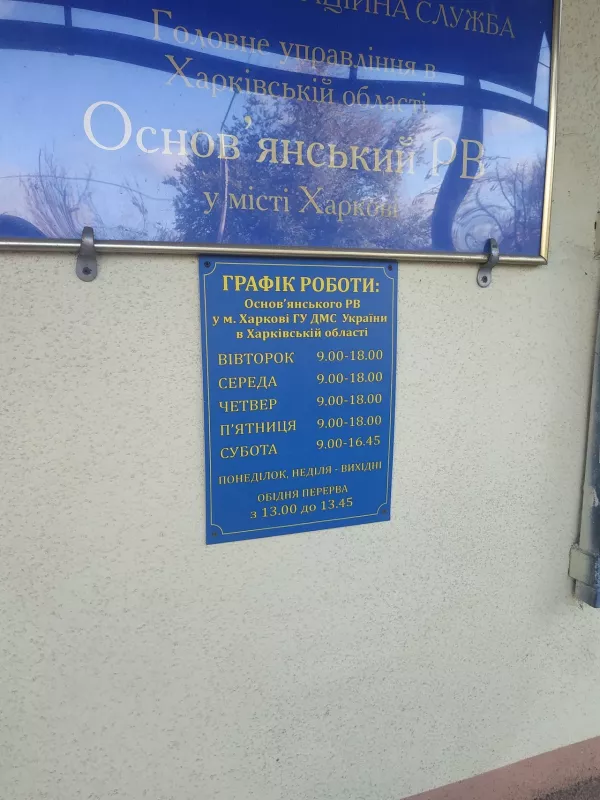 СЛУЖБА
Головне управління в
Харківській області
Основ’янський РВ
у місті Харкові
ГРАФІК РОБОТИ:
Основ’янського РВ
у м. Харкові ГУ ДМС України
в Харківській області
ВІВТОРОК 9.00-18.00
СЕРЕДА 9.00-18.00
ЧЕТВЕР 9.00-18.00
П’ЯТНИЦЯ 9.00-18.00
СУБОТА 9.00-16.45
ПОНЕДІЛОК, НЕДІЛЯ - ВИХІДНІ
ОБІДНЯ ПЕРЕРВА
з 13.00 до 13.45